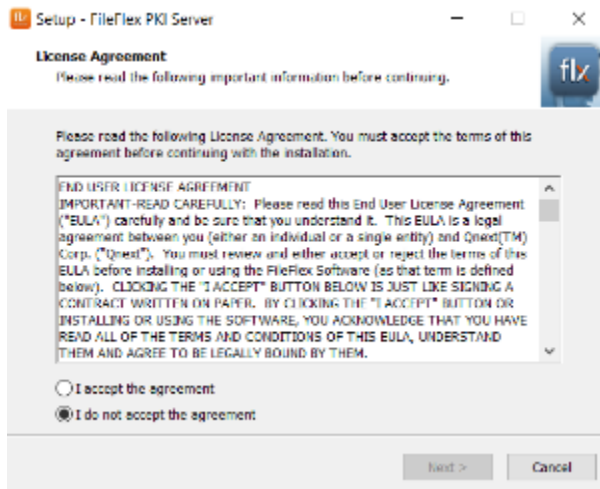 flx
Setup - FileFlex PKI Server
License Agreement
Please read the following important information before continuing.
flx
Please read the following License Agreement. You must accept the terms of this
agreement before continuing with the installation.
END USER LICENSE AGREEMENT
IMPORTANT-READ CAREFULLY: Please read this End User License Agreement
("EULA") carefully and be sure that you understand it. This EULA is a legal
agreement between you (either an individual or a single entity) and Qnext(TM)
Corp. ("Qnext"). You must review and either accept or reject the terms of this
EULA before installing or using the FileFlex Software (as that term is defined
below). CLICKING THE "I ACCEPT" BUTTON BELOW IS JUST LIKE SIGNING A
CONTRACT WRITTEN ON PAPER. BY CLICKING THE "I ACCEPT" BUTTON OR
INSTALLING OR USING THE SOFTWARE, YOU ACKNOWLEDGE THAT YOU HAVE
READ ALL OF THE TERMS AND CONDITIONS OF THIS EULA, UNDERSTAND
THEM AND AGREE TO BE LEGALLY BOUND BY THEM.
I accept the agreement
I do not accept the agreement
Next >
Cancel